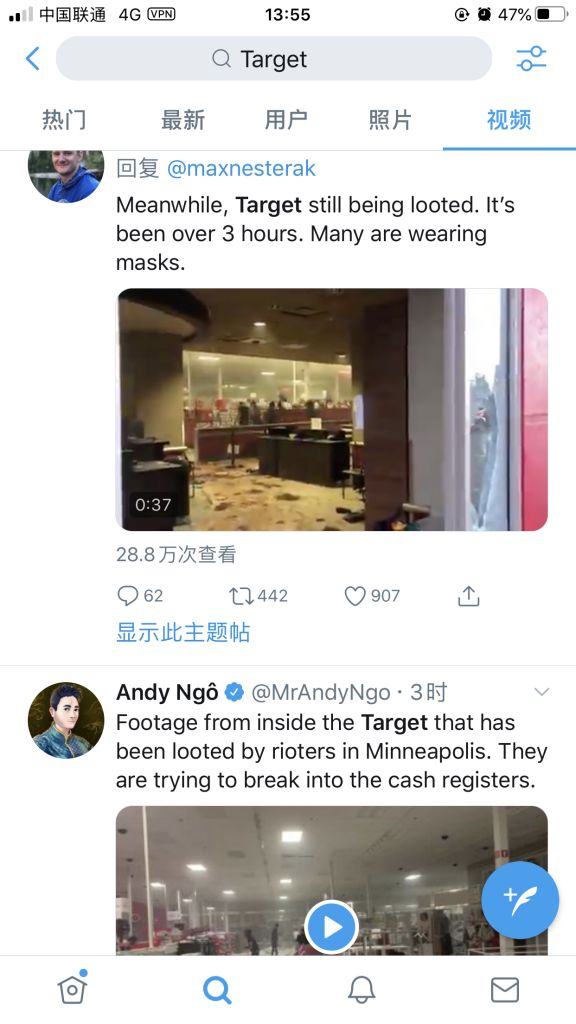 中国联通 4G VPN 13:55 47%
Target
热门 最新 用户 照片 视频
回复 @maxnesterak
Meanwhile, Target still being looted. It’s
been over 3 hours. Many are wearing
masks.
0:37
28.8万次查看
62 442 907
显示此主题帖
Andy Ngô @MrAndyNgo · 3时
Footage from inside the Target that has
been looted by rioters in Minneapolis. They
are trying to break into the cash registers.